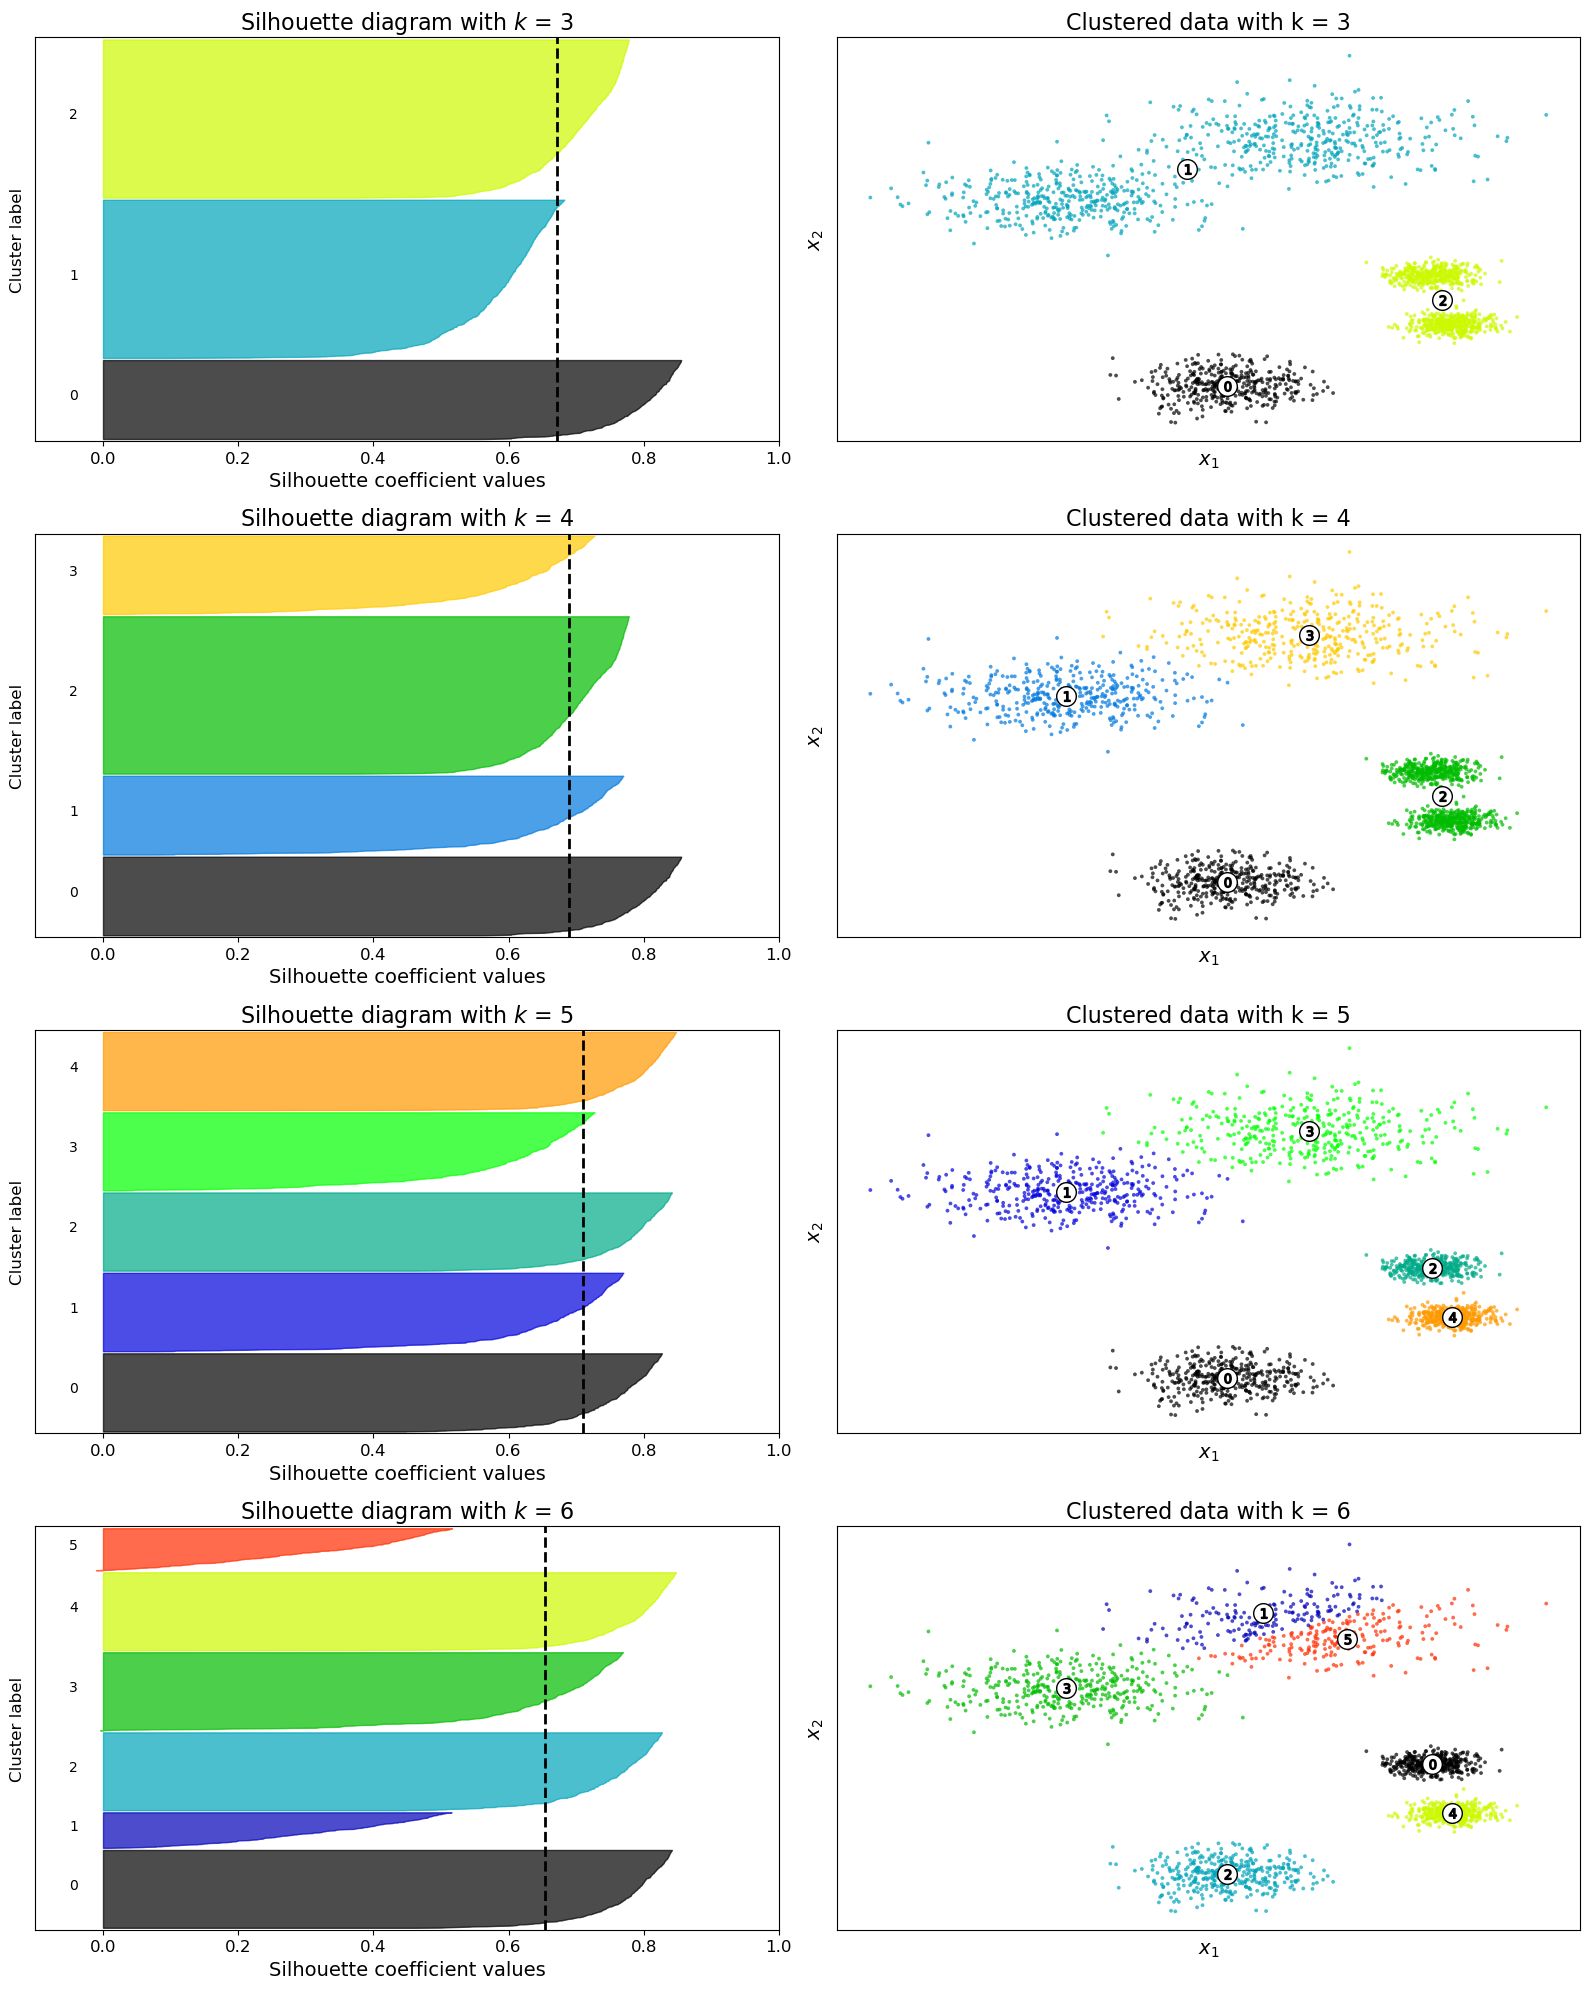 Silhouette diagram with k = 3
Cluster label
2
1
0
0.0 0.2 0.4 0.6 0.8 1.0
Silhouette coefficient values
Clustered data with k = 3
x2
1
2
0
x1
Silhouette diagram with k = 4
Cluster label
3
2
1
0
0.0 0.2 0.4 0.6 0.8 1.0
Silhouette coefficient values
Clustered data with k = 4
x2
3
1
2
0
x1
Silhouette diagram with k = 5
Cluster label
4
3
2
1
0
0.0 0.2 0.4 0.6 0.8 1.0
Silhouette coefficient values
Clustered data with k = 5
x2
3
1
2
4
0
x1
Silhouette diagram with k = 6
Cluster label
5
4
3
2
1
0
0.0 0.2 0.4 0.6 0.8 1.0
Silhouette coefficient values
Clustered data with k = 6
x2
1
5
3
0
4
2
x1